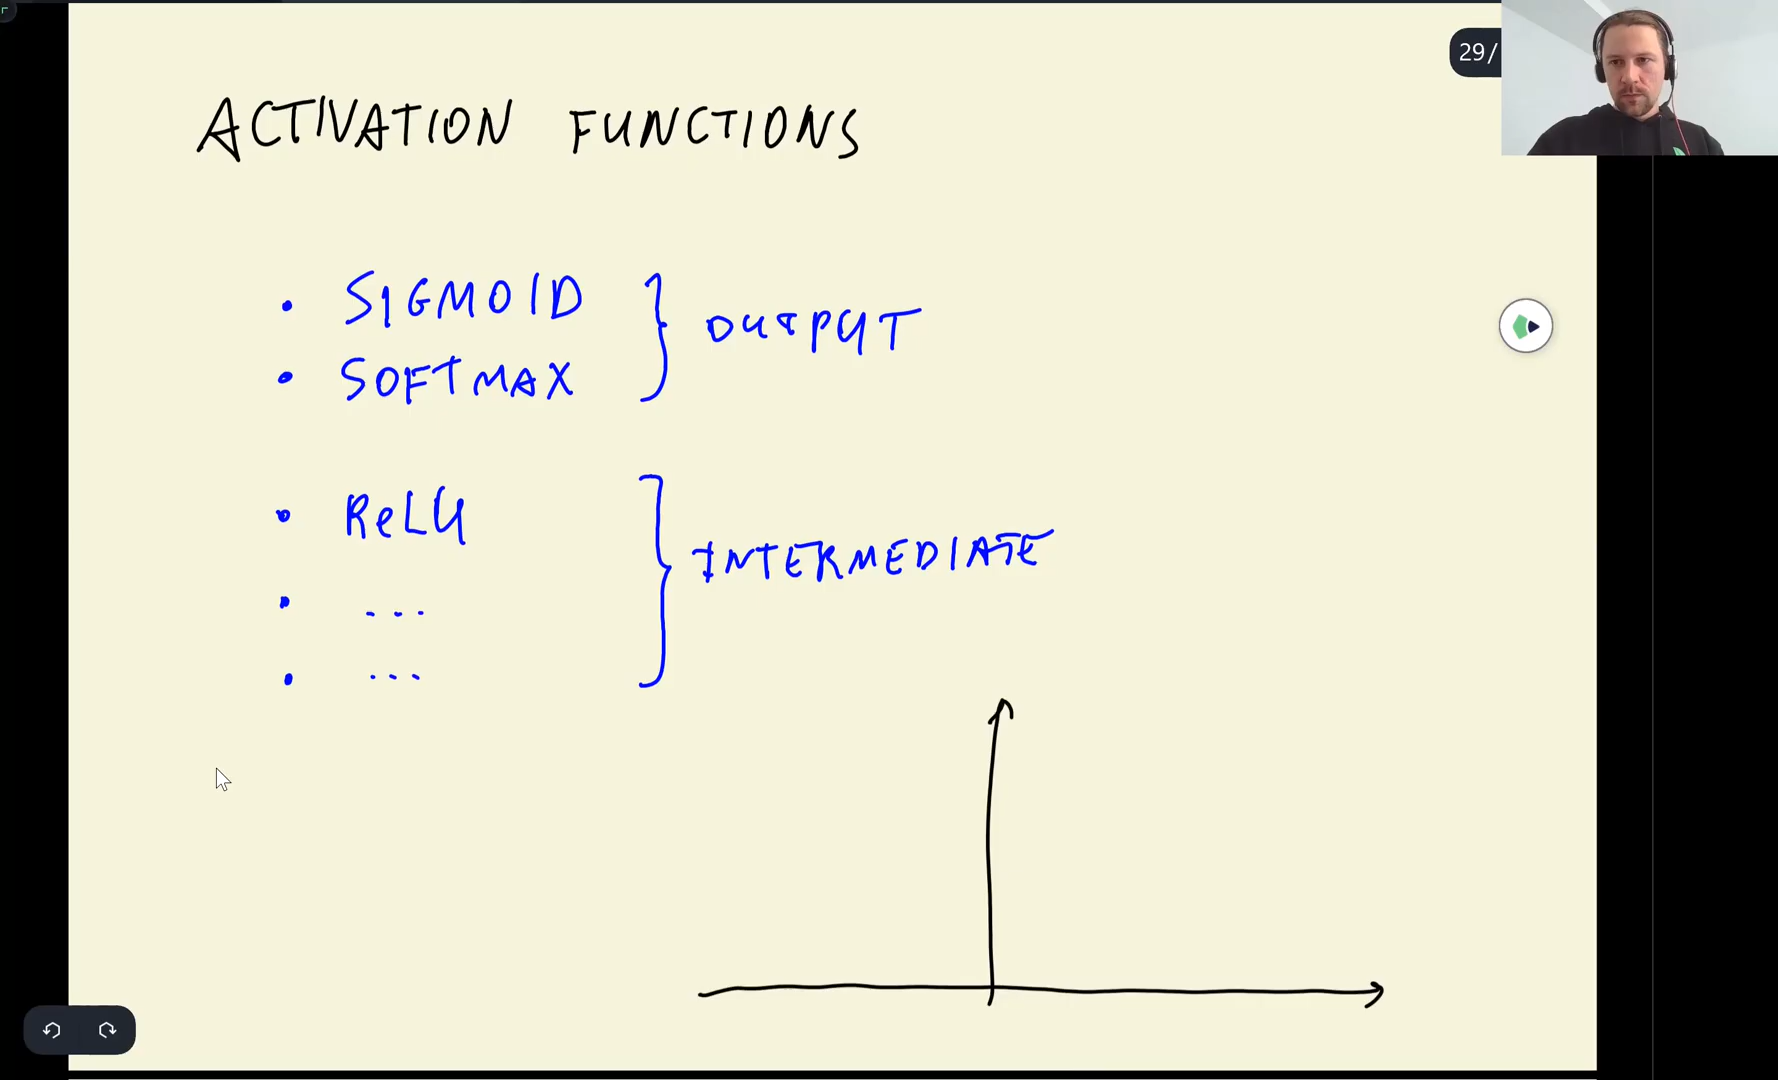 29/
ACTIVATION FUNCTIONS
• SIGMOID
• SOFTMAX
OUTPUT
• ReLU
• ...
• ...
INTERMEDIATE